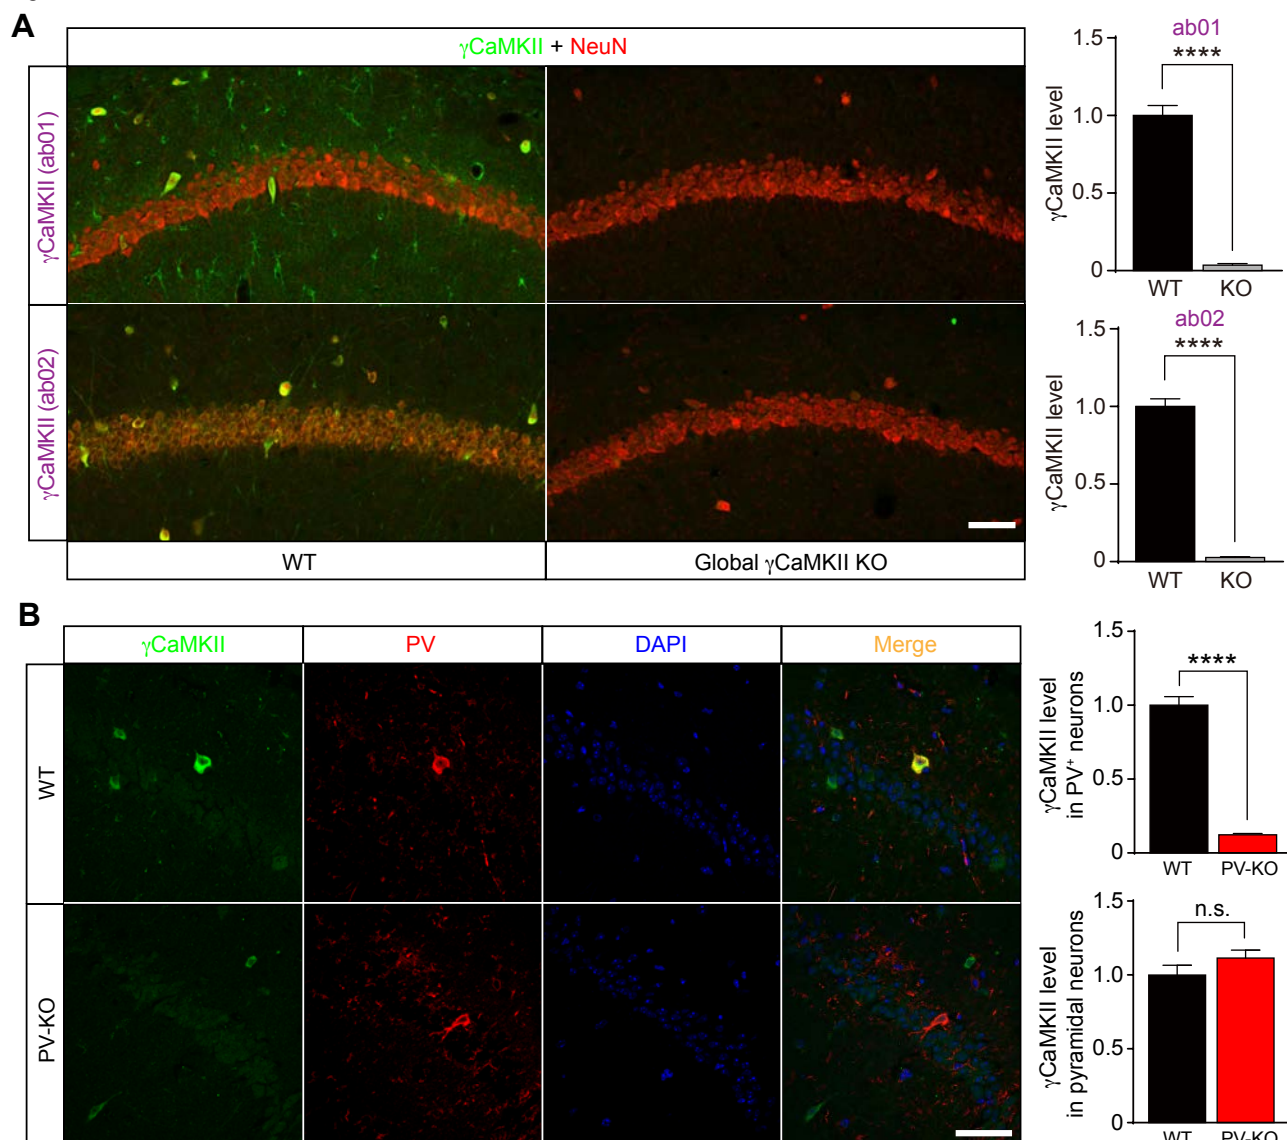 A
γCaMKII + NeuN
γCaMKII (ab01)
γCaMKII (ab02)
WT
Global γCaMKII KO
ab01
****
γCaMKII level
1.5
1.0
0.5
0
WT
KO
ab02
****
γCaMKII level
1.5
1.0
0.5
0
WT
KO
B
γCaMKII
PV
DAPI
Merge
WT
PV-KO
****
γCaMKII level
in PV⁺ neurons
1.5
1.0
0.5
0
WT
PV-KO
n.s.
γCaMKII level
in pyramidal neurons
1.5
1.0
0.5
0
WT
PV-KO